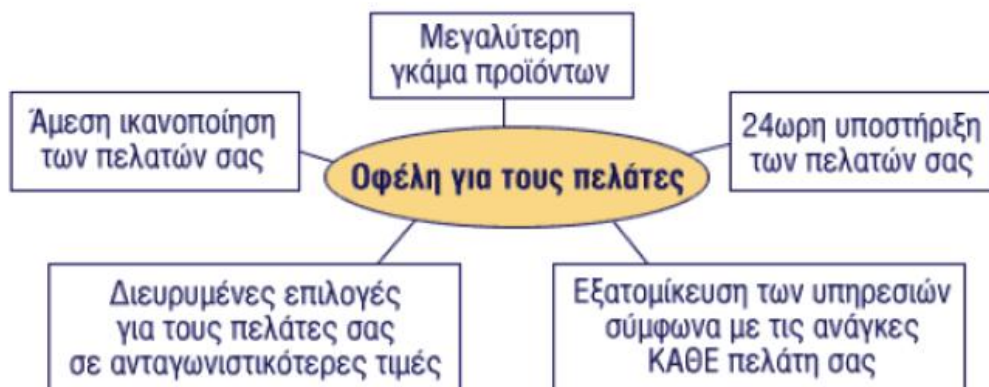 Μεγαλύτερη
γκάμα προϊόντων
Άμεση ικανοποίηση
των πελατών σας
24ωρη υποστήριξη
των πελατών σας
Οφέλη για τους πελάτες
Διευρυμένες επιλογές
για τους πελάτες σας
σε ανταγωνιστικότερες τιμές
Εξατομίκευση των υπηρεσιών
σύμφωνα με τις ανάγκες
ΚΑΘΕ πελάτη σας